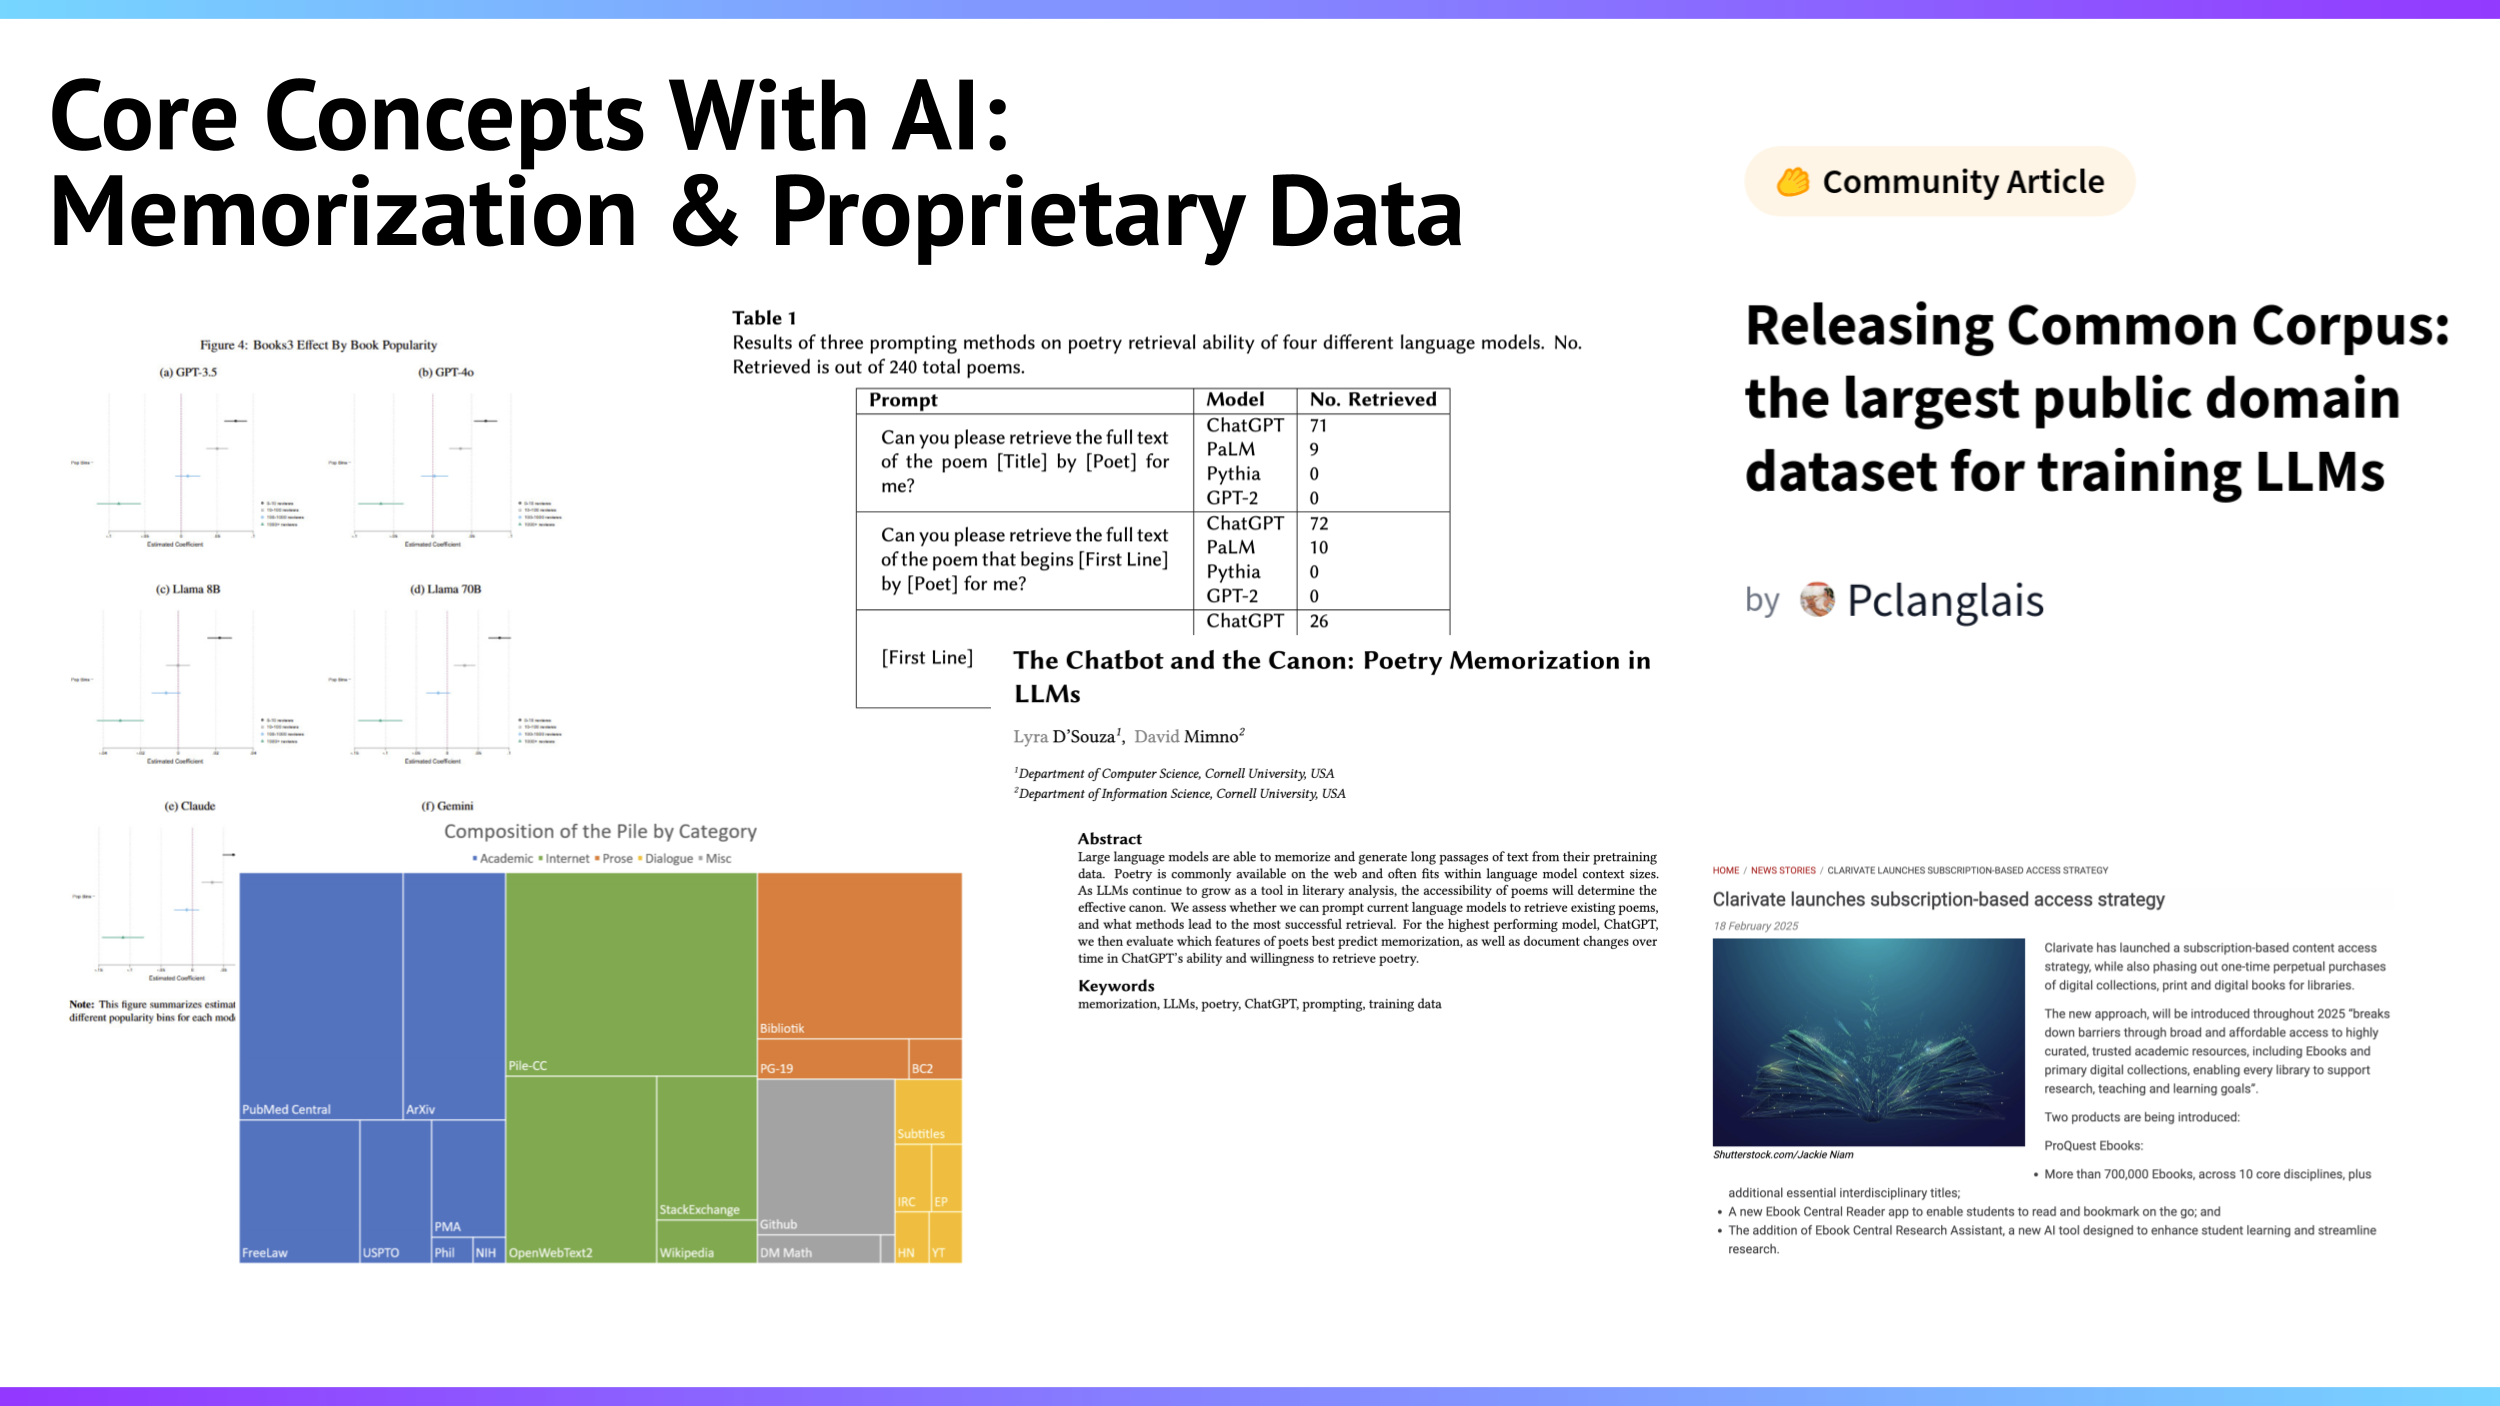 Core Concepts With AI:
Memorization & Proprietary Data
Figure 4: Books3 Effect By Book Popularity
(a) GPT-3.5
(b) GPT-4o
Estimated Coefficient
Estimated Coefficient
(c) Llama 8B
(d) Llama 70B
Estimated Coefficient
Estimated Coefficient
(e) Claude
(f) Gemini
Estimated Coefficient
Note: This figure summarizes
different popularity bins for each
Table 1
Results of three prompting methods on poetry retrieval ability of four different language models. No.
Retrieved is out of 240 total poems.
Prompt Model No. Retrieved
Can you please retrieve the full text
of the poem [Title] by [Poet] for
me?
ChatGPT 71
PaLM 9
Pythia 0
GPT-2 0
Can you please retrieve the full text
of the poem that begins [First Line]
by [Poet] for me?
ChatGPT 72
PaLM 10
Pythia 0
GPT-2 0
[First Line]
ChatGPT 26
The Chatbot and the Canon: Poetry Memorization in
LLMs
Lyra D'Souza1, David Mimno2
1Department of Computer Science, Cornell University, USA
2Department of Information Science, Cornell University, USA
Abstract
Large language models are able to memorize and generate long passages of text from their pretraining
data. Poetry is commonly available on the web and often fits within language model context sizes.
As LLMs continue to grow as a tool in literary analysis, the accessibility of poems will determine the
effective canon. We assess whether we can prompt current language models to retrieve existing poems,
and what methods lead to the most successful retrieval. For the highest performing model, ChatGPT,
we then evaluate which features of poets best predict memorization, as well as document changes over
time in ChatGPT's ability and willingness to retrieve poetry.
Keywords
memorization, LLMs, poetry, ChatGPT, prompting, training data
Composition of the Pile by Category
Academic Internet Prose Dialogue Misc
PubMed Central
ArXiv
FreeLaw
USPTO
PMA
Phil
NIH
Pile-CC
OpenWebText2
StackExchange
Wikipedia
Bibliotik
PG-19
BC2
Github
DM Math
Subtitles
IRC
EP
HN
YT
Community Article
Releasing Common Corpus:
the largest public domain
dataset for training LLMs
by Pclanglais
HOME / NEWS STORIES / CLARIVATE LAUNCHES SUBSCRIPTION-BASED ACCESS STRATEGY
Clarivate launches subscription-based access strategy
18 February 2025
Clarivate has launched a subscription-based content access
strategy, while also phasing out one-time perpetual purchases
of digital collections, print and digital books for libraries.
The new approach, will be introduced throughout 2025 "breaks
down barriers through broad and affordable access to highly
curated, trusted academic resources, including Ebooks and
primary digital collections, enabling every library to support
research, teaching and learning goals".
Two products are being introduced:
ProQuest Ebooks:
Shutterstock.com/Jackie Niam
• More than 700,000 Ebooks, across 10 core disciplines, plus
additional essential interdisciplinary titles;
• A new Ebook Central Reader app to enable students to read and bookmark on the go; and
• The addition of Ebook Central Research Assistant, a new AI tool designed to enhance student learning and streamline
research.